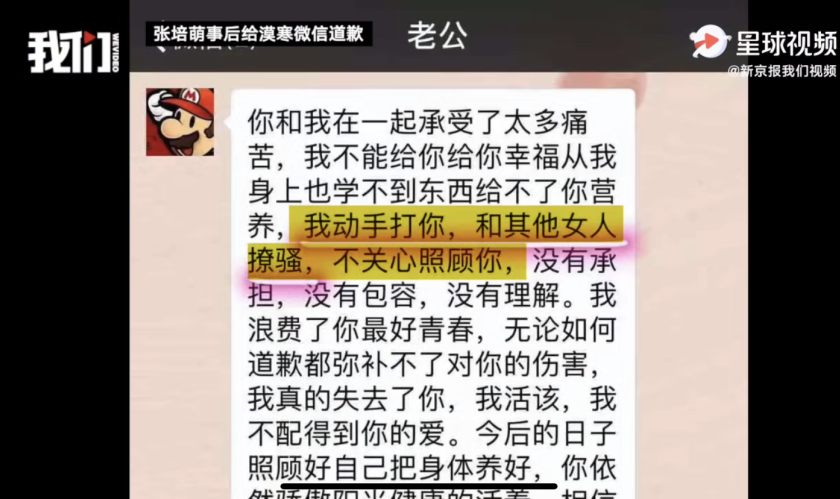 我们
WEVIDEO
张培萌事后给漠寒微信道歉
老公
星球视频
@新京报我们视频
你和我在一起承受了太多痛
苦，我不能给你给你幸福从我
身上也学不到东西给不了你营
养，我动手打你，和其他女人
撩骚，不关心照顾你，没有承
担，没有包容，没有理解。我
浪费了你最好青春，无论如何
道歉都弥补不了对你的伤害，
我真的失去了你，我活该，我
不配得到你的爱。今后的日子
照顾好自己把身体养好，你依